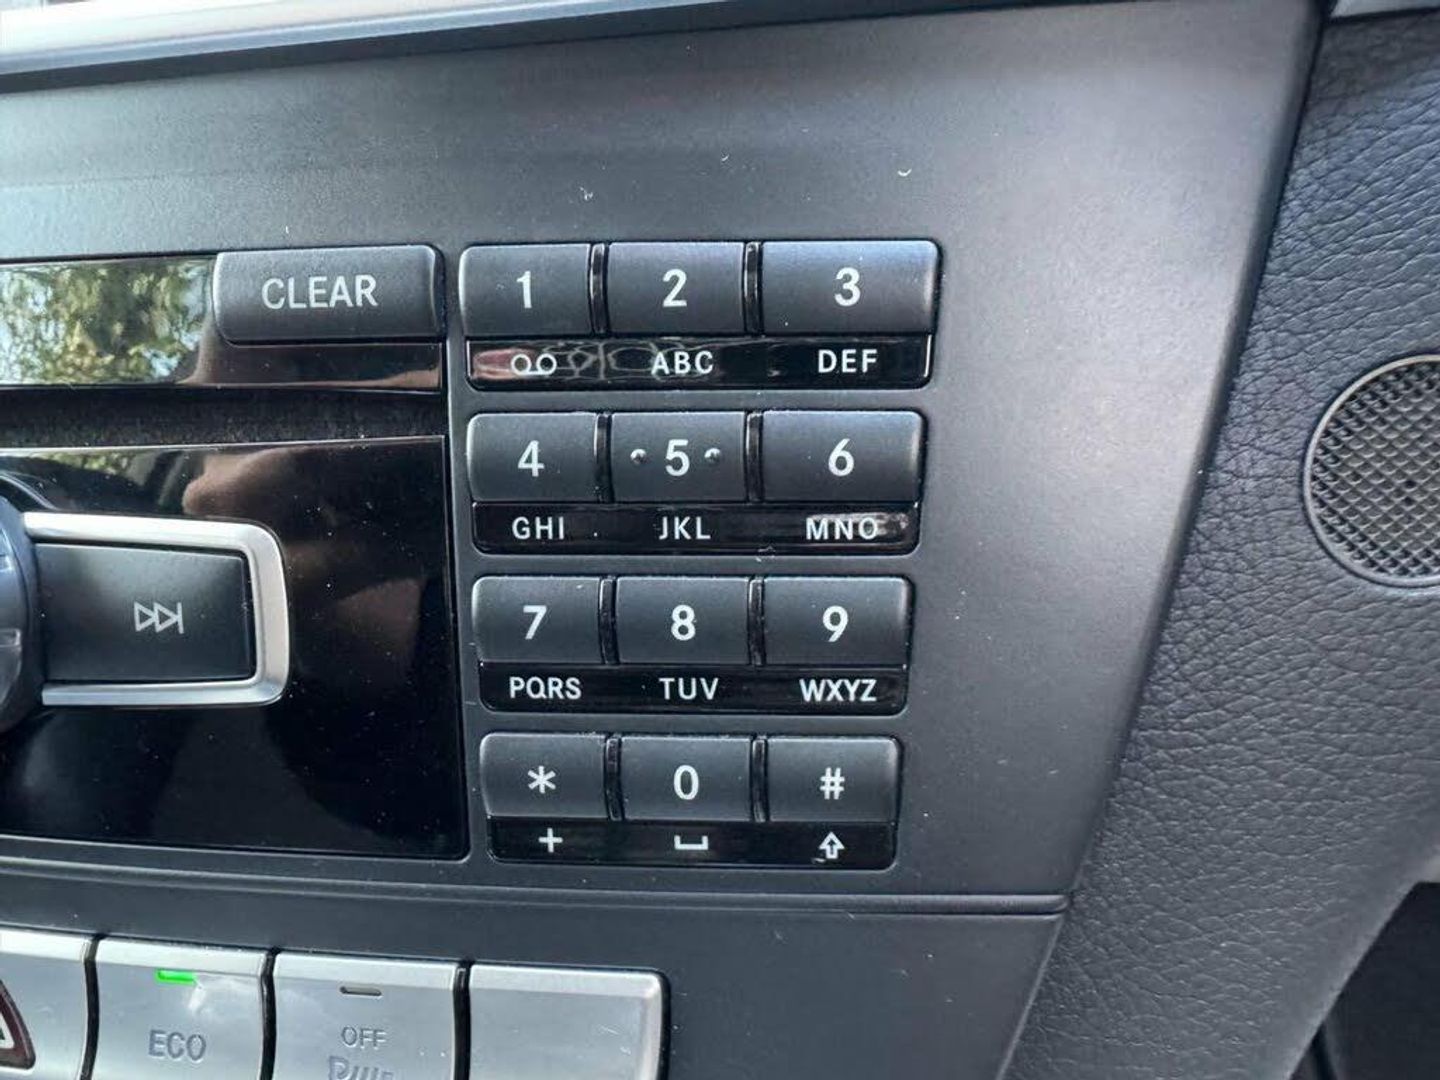 CLEAR 1 2 3
ABC DEF
4 5 6
GHI JKL MNO
7 8 9
PQRS TUV WXYZ
* 0 #
+
ECO OFF